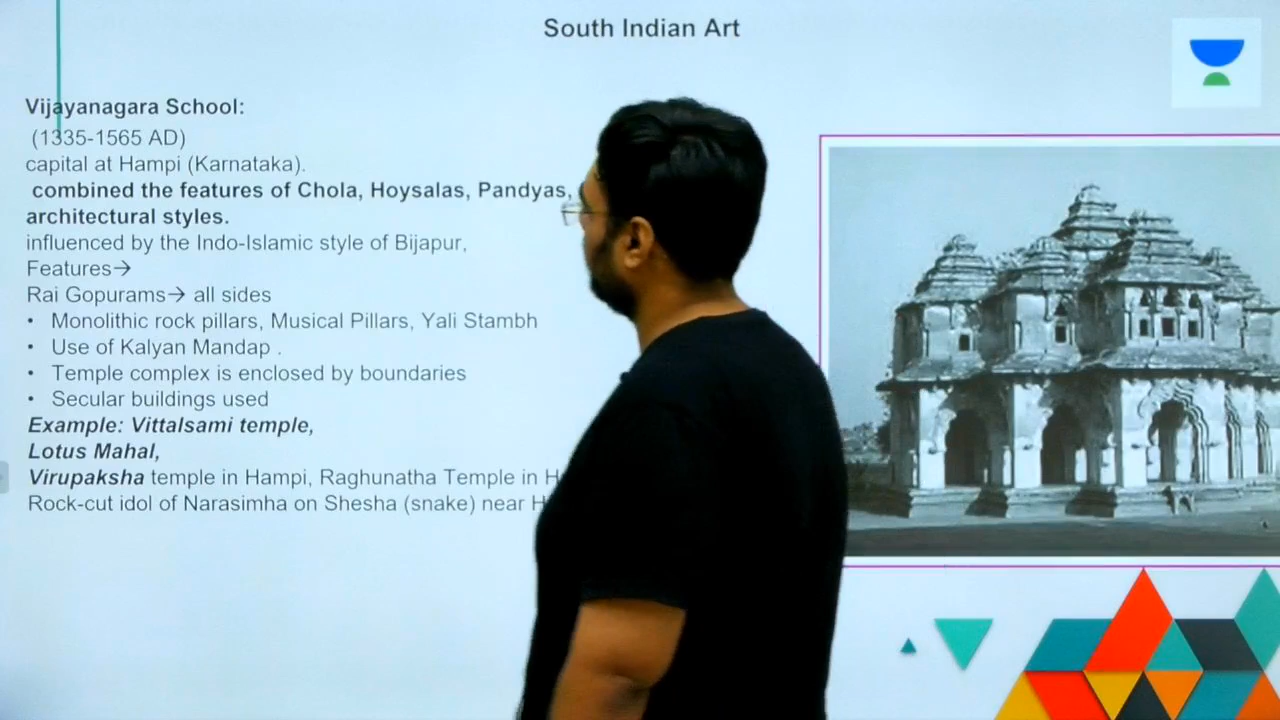 South Indian Art
Vijayanagara School:
(1335-1565 AD)
capital at Hampi (Karnataka).
combined the features of Chola, Hoysalas, Pandyas,
architectural styles.
influenced by the Indo-Islamic style of Bijapur,
Features→
Rai Gopurams→ all sides
• Monolithic rock pillars, Musical Pillars, Yali Stambh
• Use of Kalyan Mandap .
• Temple complex is enclosed by boundaries
• Secular buildings used
Example: Vittalsami temple,
Lotus Mahal,
Virupaksha temple in Hampi, Raghunatha Temple in
Rock-cut idol of Narasimha on Shesha (snake) near